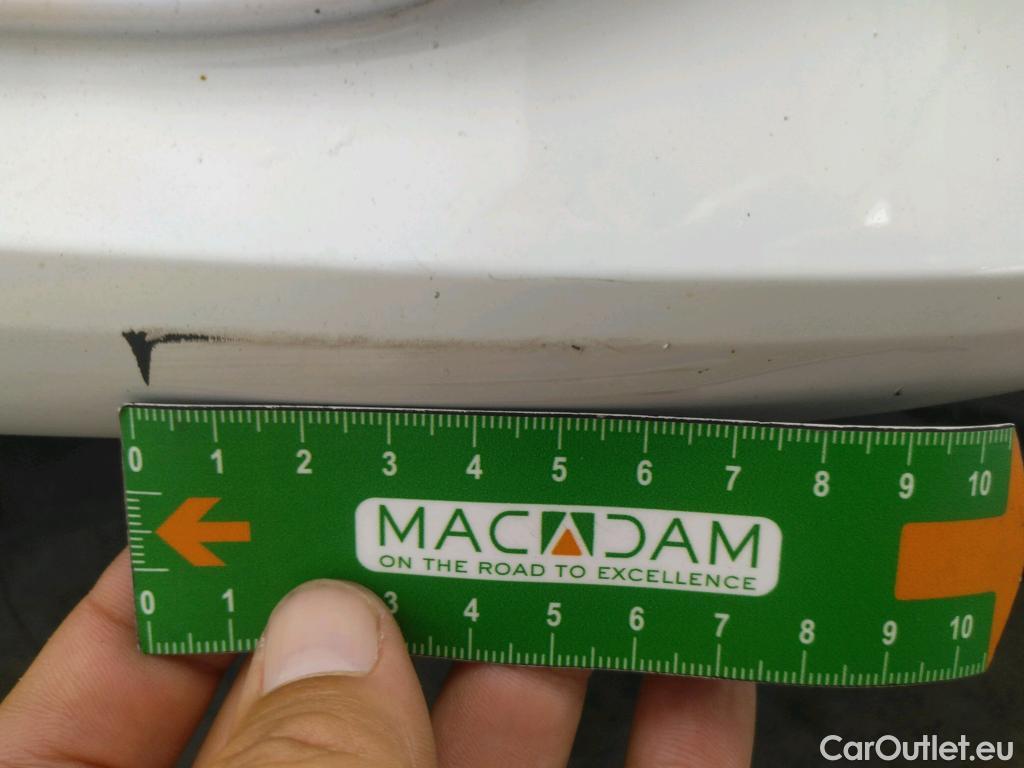 0 1 2 3 4 5 6 7 8 9 10
MACADAM
ON THE ROAD TO EXCELLENCE
0 1 3 4 5 6 7 8 9 10
CarOutlet.eu